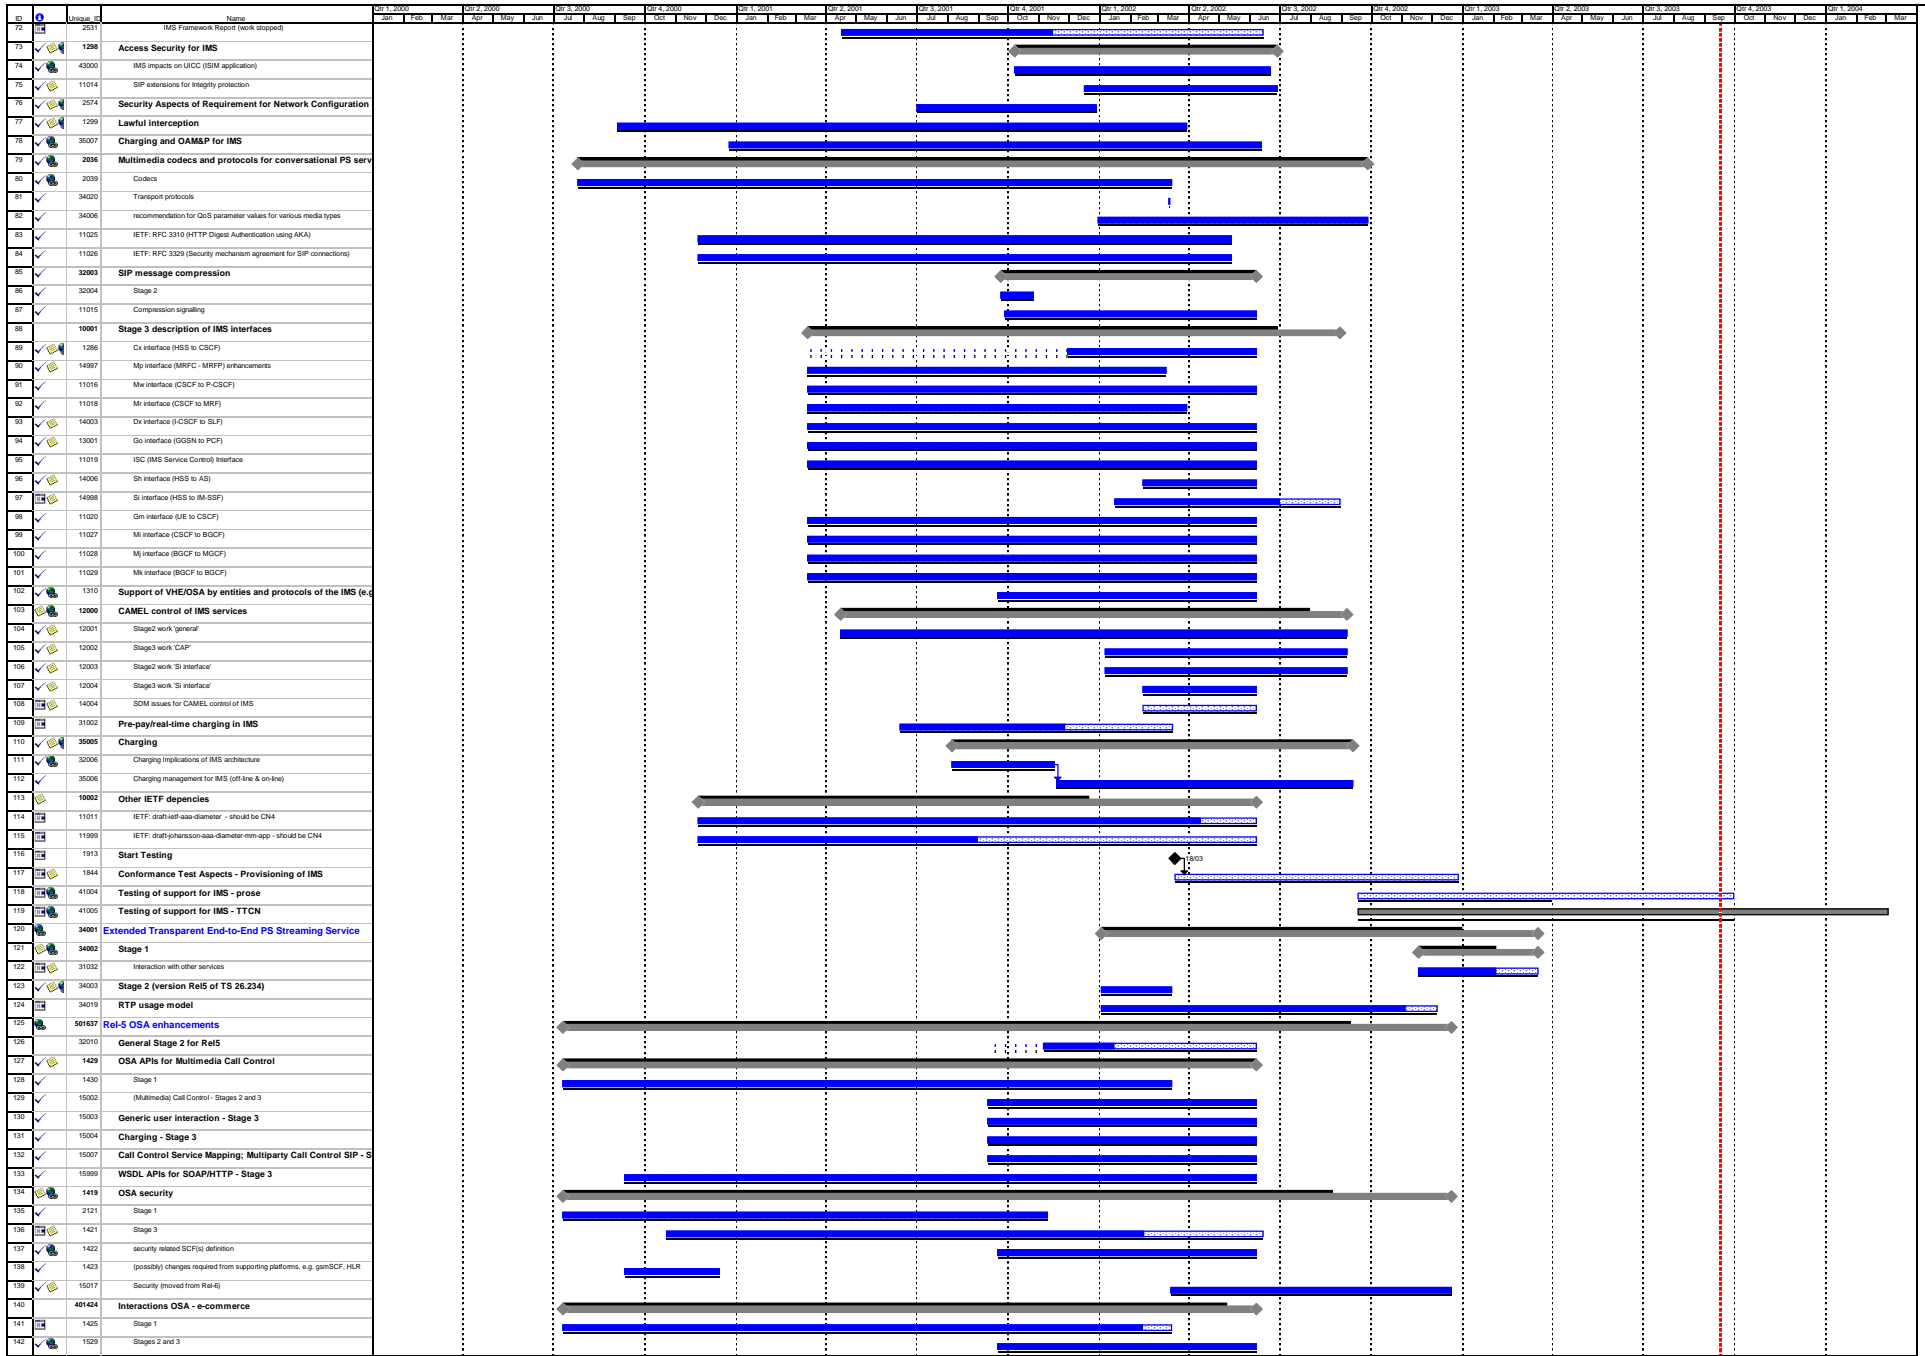 Qtr 1, 2000 Qtr 2, 2000 Qtr 3, 2000 Qtr 4, 2000 Qtr 1, 2001 Qtr 2, 2001 Qtr 3, 2001 Qtr 4, 2001 Qtr 1, 2002 Qtr 2, 2002 Qtr 3, 2002 Qtr 4, 2002 Qtr 1, 2003 Qtr 2, 2003 Qtr 3, 2003 Qtr 4, 2003 Qtr 1, 2004
ID Unique_ID Name Jan Feb Mar Apr May Jun Jul Aug Sep Oct Nov Dec Jan Feb Mar Apr May Jun Jul Aug Sep Oct Nov Dec Jan Feb Mar Apr May Jun Jul Aug Sep Oct Nov Dec Jan Feb Mar Apr May Jun Jul Aug Sep Oct Nov Dec Jan Feb Mar
72 2531 IMS Framework Report (work stopped)
73 1298 Access Security for IMS
74 43000 IMS impacts on UICC (ISIM application)
75 11014 SIP extensions for Integrity protection
76 2574 Security Aspects of Requirement for Network Configuration
77 1299 Lawful interception
78 35007 Charging and OAM&P for IMS
79 2036 Multimedia codecs and protocols for conversational PS serv
80 2039 Codecs
81 34020 Transport protocols
82 34006 recommendation for QoS parameter values for various media types
83 11025 IETF: RFC 3310 (HTTP Digest Authentication using AKA)
84 11026 IETF: RFC 3329 (Security mechanism agreement for SIP connections)
85 32003 SIP message compression
86 32004 Stage 2
87 11015 Compression signalling
88 10001 Stage 3 description of IMS interfaces
89 1286 Cx interface (HSS to CSCF)
90 14997 Mp interface (MRFC - MRFP) enhancements
91 11016 Mw interface (CSCF to P-CSCF)
92 11018 Mr interface (CSCF to MRF)
93 14003 Dx interface (I-CSCF to SLF)
94 13001 Go interface (GGSN to PCF)
95 11019 ISC (IMS Service Control) Interface
96 14006 Sh interface (HSS to AS)
97 14998 Si interface (HSS to IM-SSF)
98 11020 Gm interface (UE to CSCF)
99 11027 Mi interface (CSCF to BGCF)
100 11028 Mj interface (BGCF to MGCF)
101 11029 Mk interface (BGCF to BGCF)
102 1310 Support of VHE/OSA by entities and protocols of the IMS (e.g
103 12000 CAMEL control of IMS services
104 12001 Stage2 work 'general'
105 12002 Stage3 work 'CAP'
106 12003 Stage2 work 'Si interface'
107 12004 Stage3 work 'Si interface'
108 14004 SDM issues for CAMEL control of IMS
109 31002 Pre-pay/real-time charging in IMS
110 35005 Charging
111 32006 Charging Implications of IMS architecture
112 35006 Charging management for IMS (off-line & on-line)
113 10002 Other IETF depencies
114 11011 IETF: draft-ietf-aaa-diameter - should be CN4
115 11999 IETF: draft-johansson-aaa-diameter-mm-app - should be CN4
116 1913 Start Testing 18/03
117 1844 Conformance Test Aspects - Provisioning of IMS
118 41004 Testing of support for IMS - prose
119 41005 Testing of support for IMS - TTCN
120 34001 Extended Transparent End-to-End PS Streaming Service
121 34002 Stage 1
122 31032 Interaction with other services
123 34003 Stage 2 (version Rel5 of TS 26.234)
124 34019 RTP usage model
125 501637 Rel-5 OSA enhancements
126 32010 General Stage 2 for Rel5
127 1429 OSA APIs for Multimedia Call Control
128 1430 Stage 1
129 15002 (Multimedia) Call Control - Stages 2 and 3
130 15003 Generic user interaction - Stage 3
131 15004 Charging - Stage 3
132 15007 Call Control Service Mapping; Multiparty Call Control SIP - S
133 15999 WSDL APIs for SOAP/HTTP - Stage 3
134 1419 OSA security
135 2121 Stage 1
136 1421 Stage 3
137 1422 security related SCF(s) definition
138 1423 (possibly) changes required from supporting platforms, e.g. gsmSCF, HLR
139 15017 Security (moved from Rel-6)
140 401424 Interactions OSA - e-commerce
141 1425 Stage 1
142 1529 Stages 2 and 3